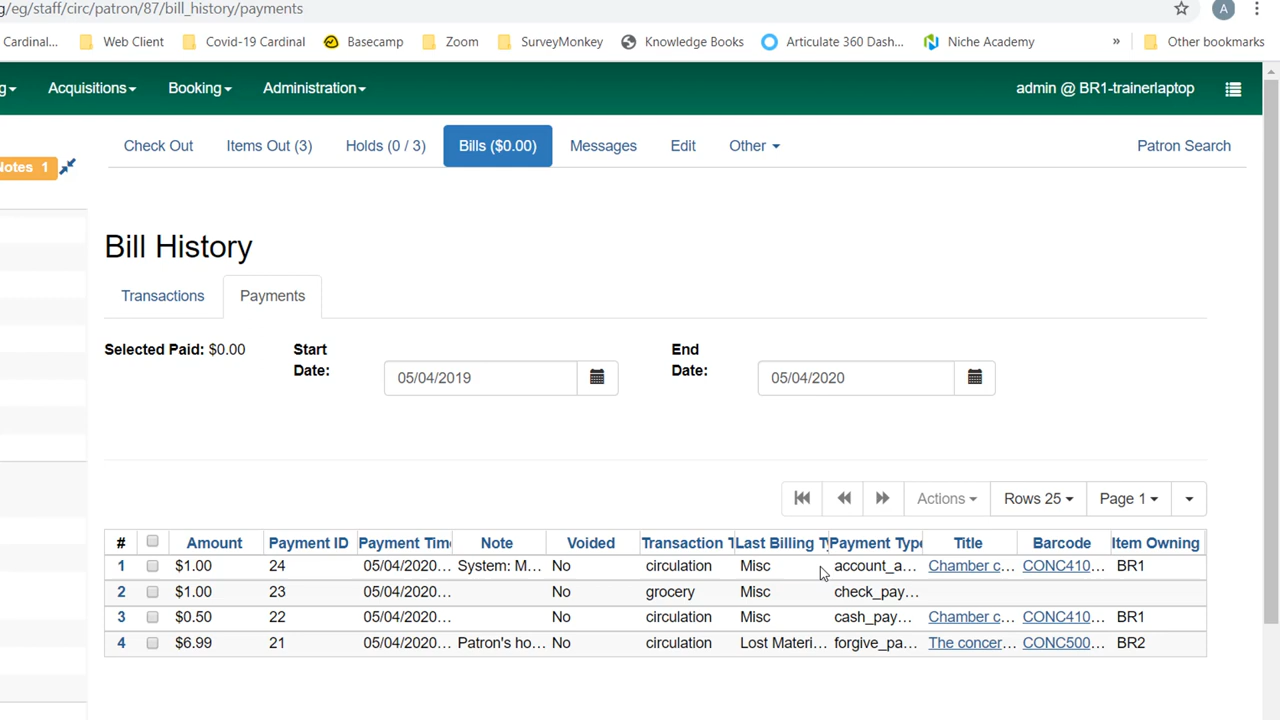 g/eg/staff/circ/patron/87/bill_history/payments A
Cardinal... Web Client Covid-19 Cardinal Basecamp Zoom SurveyMonkey Knowledge Books Articulate 360 Dash... Niche Academy » Other bookmarks
g Acquisitions Booking Administration admin @ BR1-trainerlaptop
Check Out Items Out (3) Holds (0 / 3) Bills ($0.00) Messages Edit Other Patron Search
Notes 1
Bill History
Transactions Payments
Selected Paid: $0.00 Start Date: 05/04/2019 End Date: 05/04/2020
Actions Rows 25 Page 1
# Amount Payment ID Payment Tim Note Voided Transaction T Last Billing Ty Payment Type Title Barcode Item Owning
1 $1.00 24 05/04/2020... System: M... No circulation Misc account_a... Chamber c... CONC410... BR1
2 $1.00 23 05/04/2020... No grocery Misc check_pay...
3 $0.50 22 05/04/2020... No circulation Misc cash_pay... Chamber c... CONC410... BR1
4 $6.99 21 05/04/2020... Patron's ho... No circulation Lost Materi... forgive_pa... The concer... CONC500... BR2